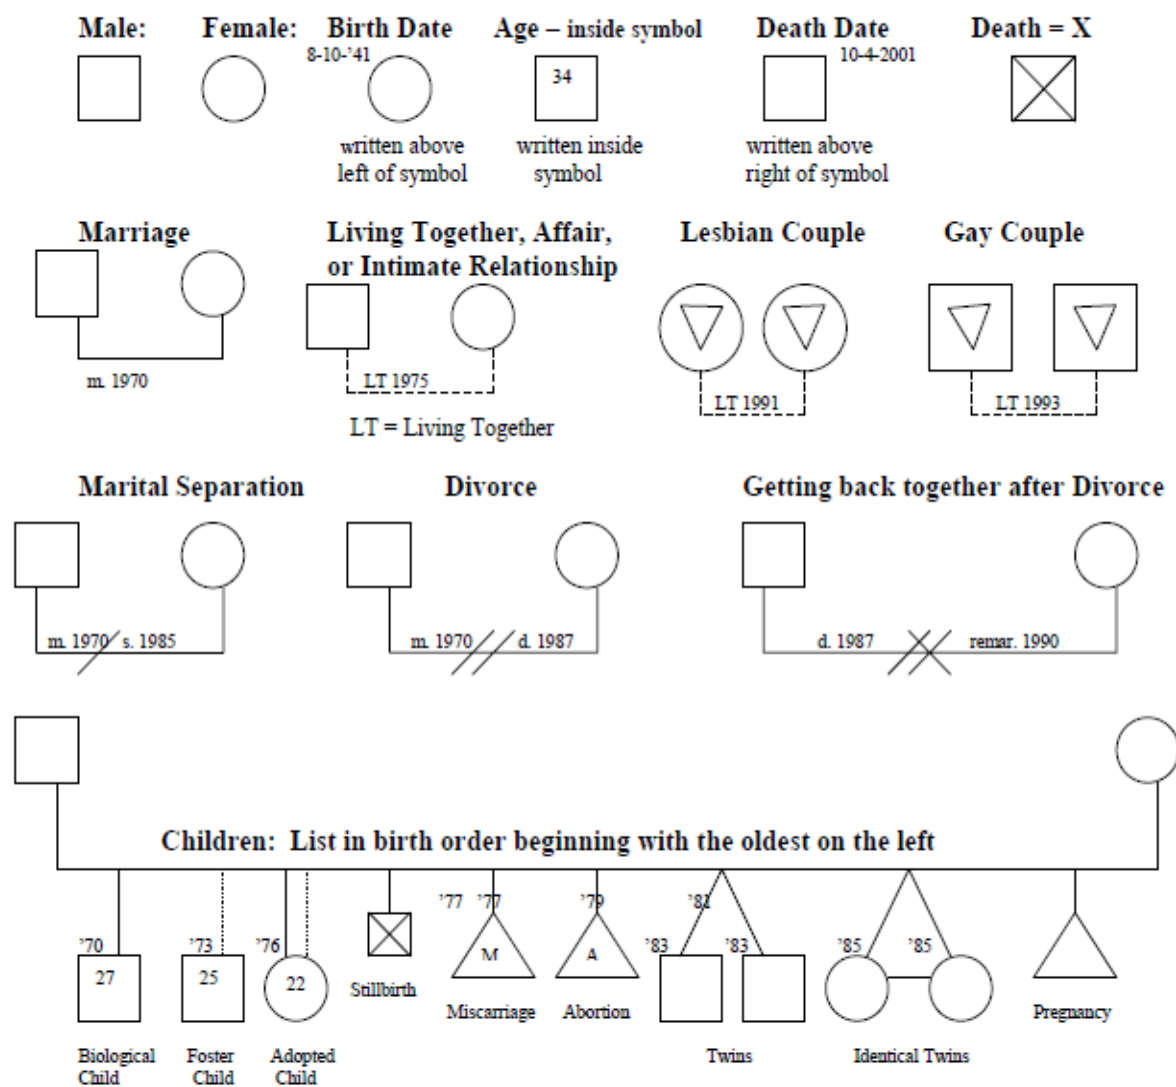 Male: Female: Birth Date Age – inside symbol Death Date Death = X
8-10-’41 10-4-2001
34
written above written inside written above
left of symbol symbol right of symbol
Marriage Living Together, Affair, Lesbian Couple Gay Couple
or Intimate Relationship
m. 1970 LT 1975 LT 1991 LT 1993
LT = Living Together
Marital Separation Divorce Getting back together after Divorce
m. 1970 s. 1985 m. 1970 d. 1987 d. 1987 remar. 1990
Children: List in birth order beginning with the oldest on the left
’77 ’77 ’79 ’81
’70 ’73 ’76 ’83 ’83 ’85 ’85
27 25 22 M A
Stillbirth
Miscarriage Abortion Pregnancy
Biological Foster Adopted Twins Identical Twins
Child Child Child